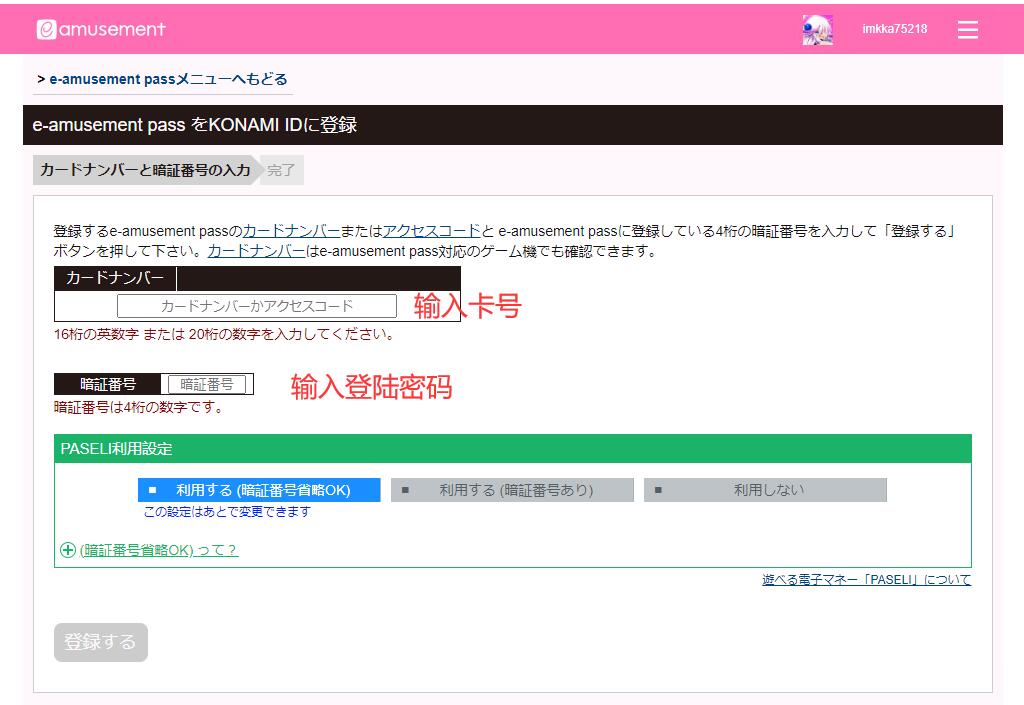 e amusement
imkka75218
> e-amusement passメニューへもどる
e-amusement pass をKONAMI IDに登録
カードナンバーと暗証番号の入力 完了
登録するe-amusement passのカードナンバーまたはアクセスコードと e-amusement passに登録している4桁の暗証番号を入力して「登録する」
ボタンを押して下さい。カードナンバーはe-amusement pass対応のゲーム機でも確認できます。
カードナンバー
カードナンバーかアクセスコード 输入卡号
16桁の英数字 または 20桁の数字を入力してください。
暗証番号 暗証番号 输入登陆密码
暗証番号は4桁の数字です。
PASELI利用設定
利用する (暗証番号省略OK) 利用する (暗証番号あり) 利用しない
この設定はあとで変更できます
(暗証番号省略OK) って？
遊べる電子マネー「PASELI」について
登録する